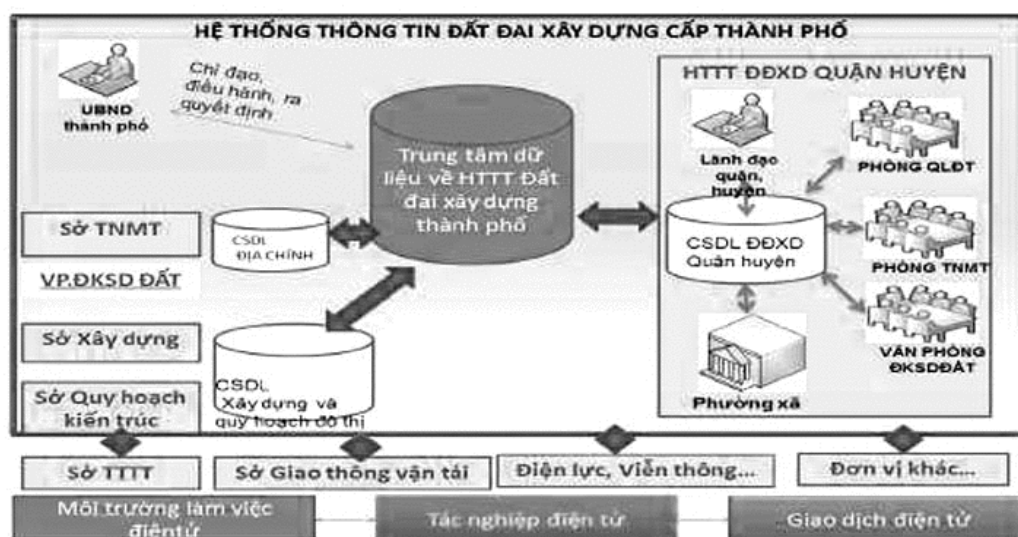 HỆ THỐNG THÔNG TIN ĐẤT ĐAI XÂY DỰNG CẤP THÀNH PHỐ
UBND
thành phố
Chỉ đạo,
điều hành, ra
quyết định
Trung tâm dữ
liệu về HTTT Đất
đai xây dựng
thành phố
HTTT ĐĐXD QUẬN HUYỆN
Lãnh đạo
quận,
huyện
PHÒNG QLĐT
CSDL ĐĐXD
Quận huyện
PHÒNG TNMT
VĂN PHÒNG
ĐKSDĐẤT
Phường xã
Sở TNMT
CSDL
ĐỊA CHÍNH
VP.ĐKSD ĐẤT
Sở Xây dựng
CSDL
Xây dựng và
quy hoạch đô thị
Sở Quy hoạch
kiến trúc
Sở TTTT
Sở Giao thông vận tải
Điện lực, Viễn thông...
Đơn vị khác...
Môi trường làm việc
điệntử
Tác nghiệp điện tử
Giao dịch điện tử